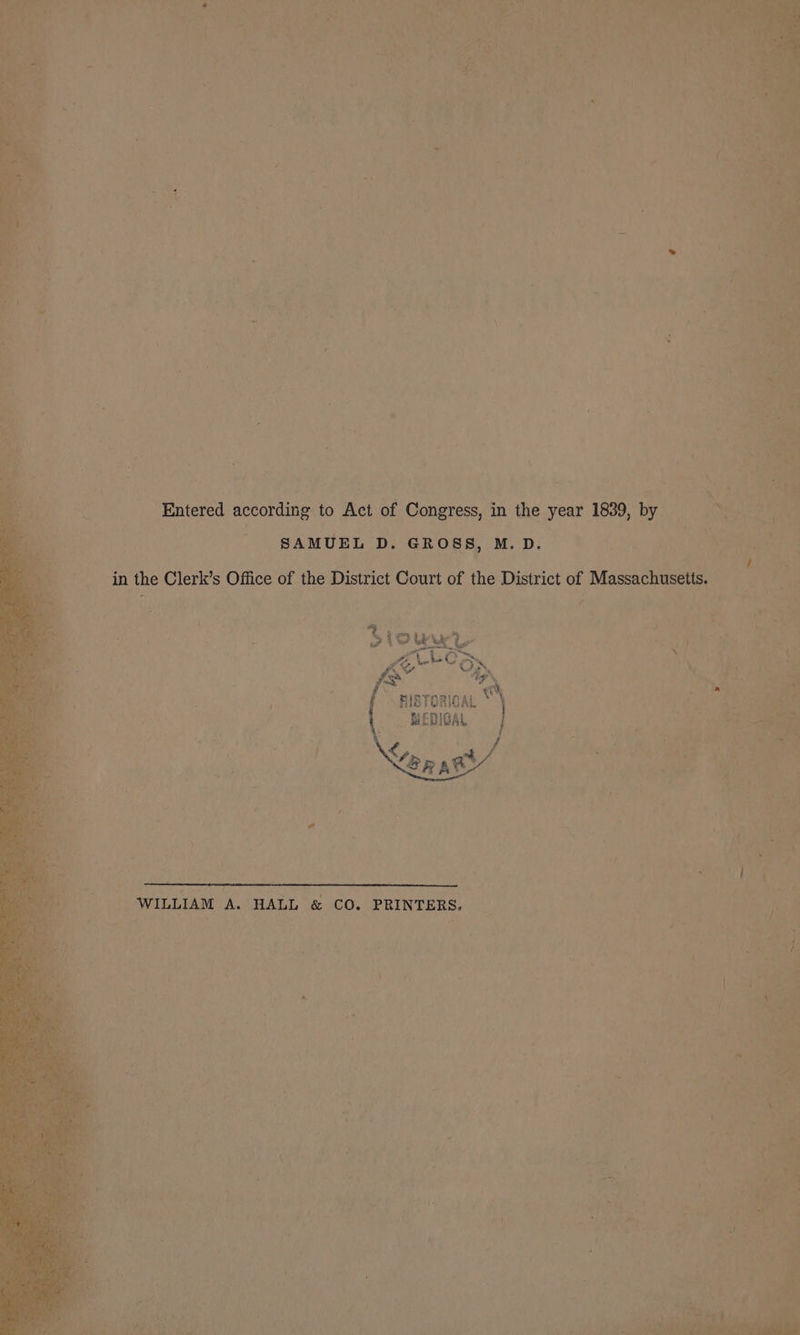 Entered according to Act of Congress, in the year 1839, by
SAMUEL D. GROSS, M. D.
in the Clerk's Office of the District Court of the District of Massachusetts.
HISTORICAL
MEDICAL
LIBRARY
WILLIAM A. HALL & CO. PRINTERS.